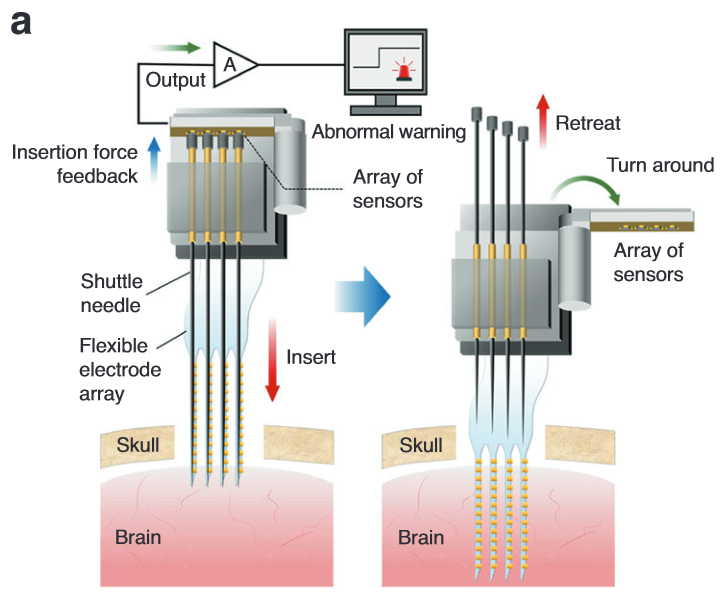 a
Output
A
Abnormal warning
Insertion force
feedback
Array of
sensors
Shuttle
needle
Flexible
electrode
array
Insert
Skull
Brain
Retreat
Turn around
Array of
sensors
Skull
Brain